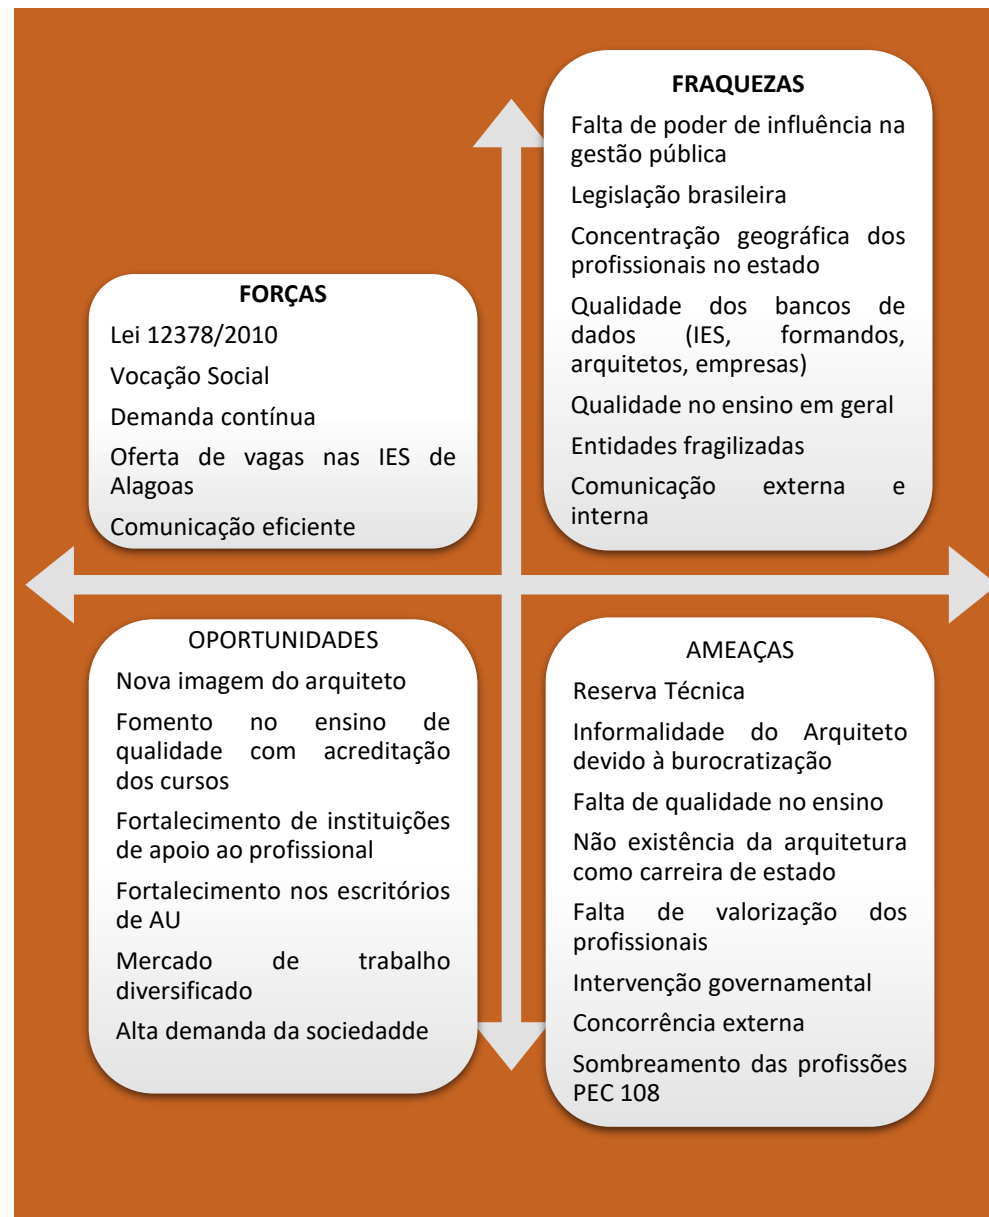 FORÇAS
Lei 12378/2010
Vocação Social
Demanda contínua
Oferta de vagas nas IES de
Alagoas
Comunicação eficiente
FRAQUEZAS
Falta de poder de influência na
gestão pública
Legislação brasileira
Concentração geográfica dos
profissionais no estado
Qualidade dos bancos de
dados (IES, formandos,
arquitetos, empresas)
Qualidade no ensino em geral
Entidades fragilizadas
Comunicação externa e
interna
OPORTUNIDADES
Nova imagem do arquiteto
Fomento no ensino de
qualidade com acreditação
dos cursos
Fortalecimento de instituições
de apoio ao profissional
Fortalecimento nos escritórios
de AU
Mercado de trabalho
diversificado
Alta demanda da sociedadde
AMEAÇAS
Reserva Técnica
Informalidade do Arquiteto
devido à burocratização
Falta de qualidade no ensino
Não existência da arquitetura
como carreira de estado
Falta de valorização dos
profissionais
Intervenção governamental
Concorrência externa
Sombreamento das profissões
PEC 108